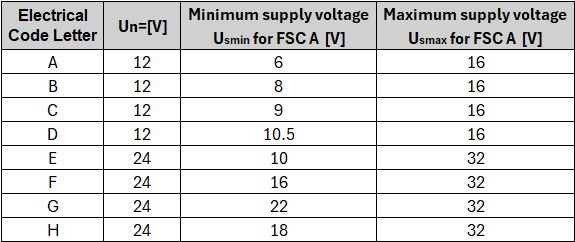 Electrical Code Letter Un=[V] Minimum supply voltage Usmin for FSC A [V] Maximum supply voltage Usmax for FSC A [V]
A 12 6 16
B 12 8 16
C 12 9 16
D 12 10.5 16
E 24 10 32
F 24 16 32
G 24 22 32
H 24 18 32